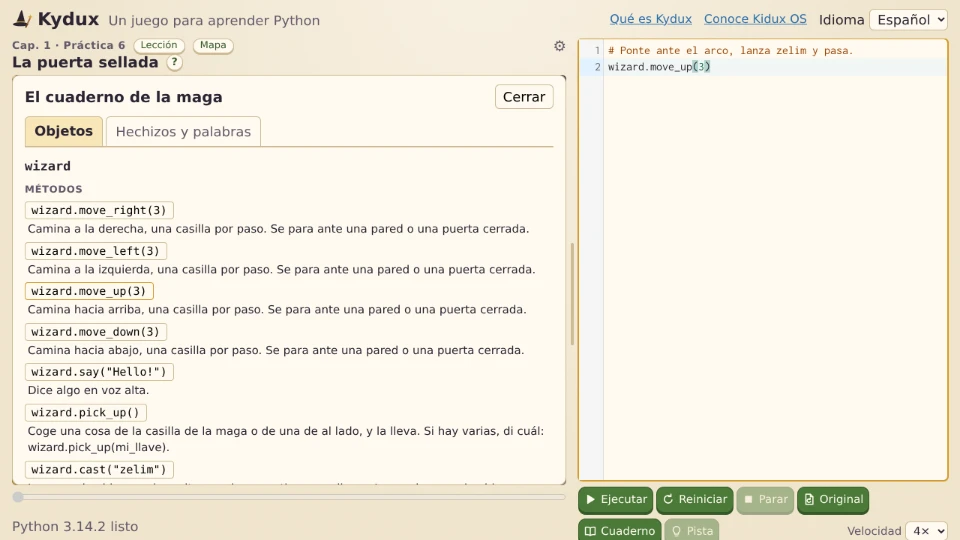 Kydux Un juego para aprender Python
Qué es Kydux Conoce Kidux OS Idioma Español
Cap. 1 · Práctica 6 Lección Mapa
La puerta sellada ?
El cuaderno de la maga
Cerrar
Objetos Hechizos y palabras
wizard
MÉTODOS
wizard.move_right(3)
Camina a la derecha, una casilla por paso. Se para ante una pared o una puerta cerrada.
wizard.move_left(3)
Camina a la izquierda, una casilla por paso. Se para ante una pared o una puerta cerrada.
wizard.move_up(3)
Camina hacia arriba, una casilla por paso. Se para ante una pared o una puerta cerrada.
wizard.move_down(3)
Camina hacia abajo, una casilla por paso. Se para ante una pared o una puerta cerrada.
wizard.say("Hello!")
Dice algo en voz alta.
wizard.pick_up()
Coge una cosa de la casilla de la maga o de una de al lado, y la lleva. Si hay varias, di cuál:
wizard.pick_up(mi_llave).
wizard.cast("zelim")
Python 3.14.2 listo
1 # Ponte ante el arco, lanza zelim y pasa.
2 wizard.move_up(3)
Ejecutar Reiniciar Parar Original
Cuaderno Pista Velocidad 4×